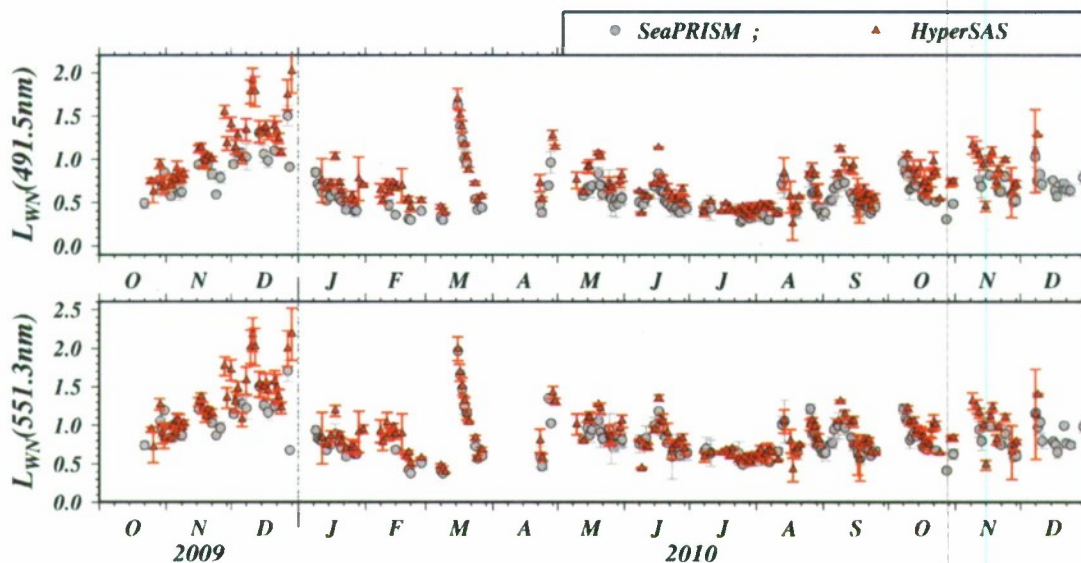 SeaPRISM ; HyperSAS
L_WN(491.5nm)
2.0
1.5
1.0
0.5
0.0
O N D J F M A M J J A S O N D
L_WN(551.3nm)
2.5
2.0
1.5
1.0
0.5
0.0
O N D J F M A M J J A S O N D
2009 2010